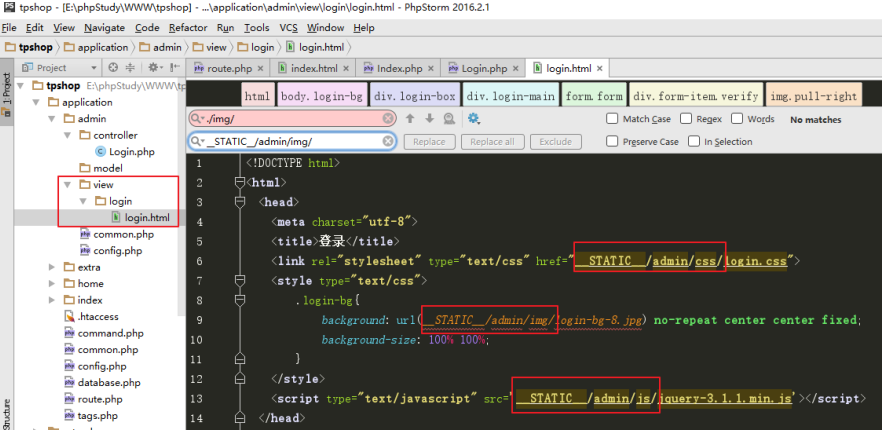 tpshop - [E:\phpStudy\WWW\tpshop] - ...\application\admin\view\login\login.html - PhpStorm 2016.2.1
File Edit View Navigate Code Refactor Run Tools VCS Window Help
tpshop application admin view login login.html
Project
route.php × index.html × Index.php × Login.php × login.html ×
1: Project
tpshop E:\phpStudy\WWW\tp
html body.login-bg div.login-box div.login-main form.form div.form-item.verify img.pull-right
application
admin
./img/ Match Case Regex Words No matches
controller
__STATIC__/admin/img/ Replace Replace all Exclude Preserve Case In Selection
Login.php
model
view
login
login.html
common.php
config.php
extra
home
index
.htaccess
command.php
common.php
config.php
database.php
route.php
tags.php
Structure
1 <!DOCTYPE html>
2 <html>
3 <head>
4 <meta charset="utf-8">
5 <title>登录</title>
6 <link rel="stylesheet" type="text/css" href="__STATIC__/admin/css/login.css">
7 <style type="text/css">
8 .login-bg{
9 background: url(__STATIC__/admin/img/login-bg-8.jpg) no-repeat center center fixed;
10 background-size: 100% 100%;
11 }
12 </style>
13 <script type="text/javascript" src='__STATIC__/admin/js/jquery-3.1.1.min.js'></script>
14 </head>